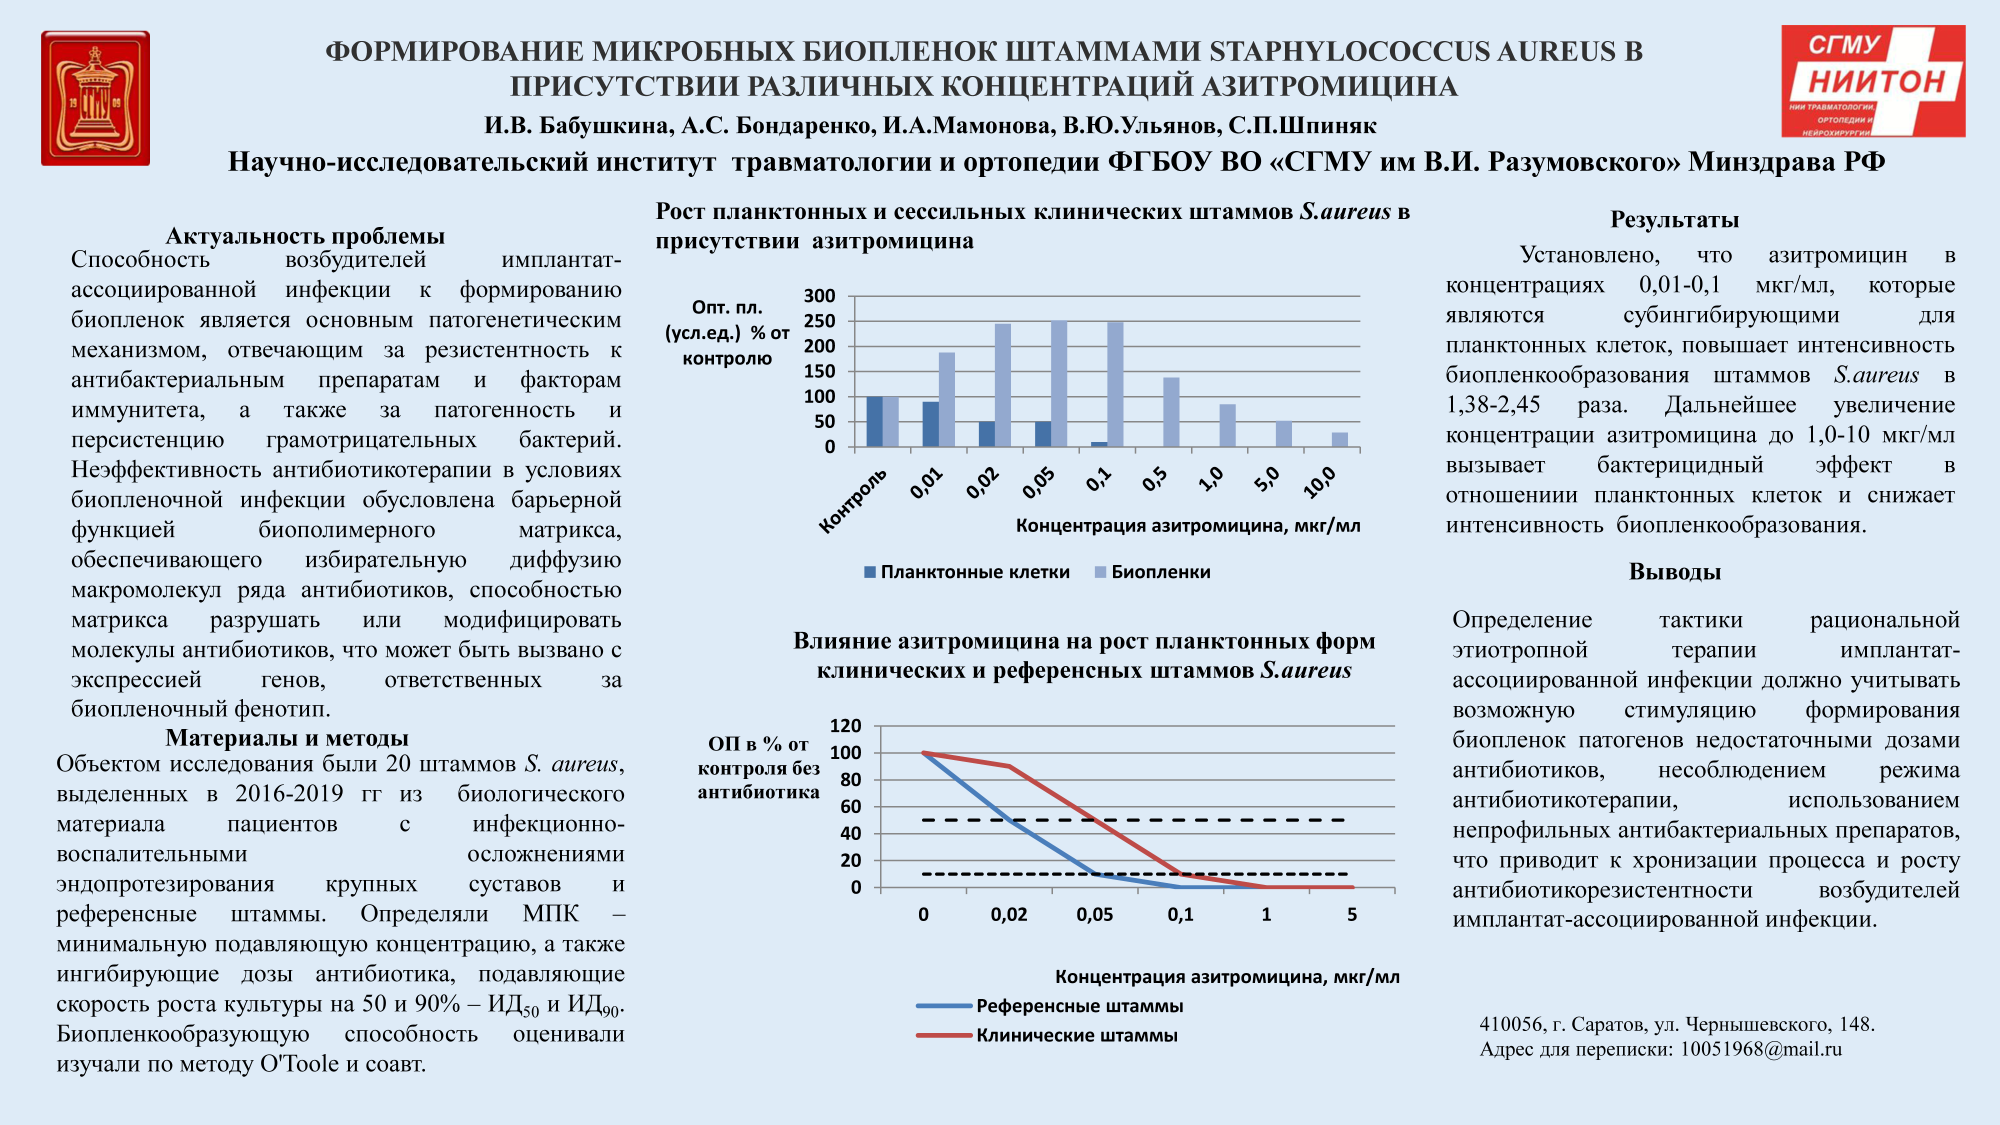 ФОРМИРОВАНИЕ МИКРОБНЫХ БИОПЛЕНОК ШТАММАМИ STAPHYLOCOCCUS AUREUS В
ПРИСУТСТВИИ РАЗЛИЧНЫХ КОНЦЕНТРАЦИЙ АЗИТРОМИЦИНА
И.В. Бабушкина, А.С. Бондаренко, И.А.Мамонова, В.Ю.Ульянов, С.П.Шпиняк
Научно-исследовательский институт травматологии и ортопедии ФГБОУ ВО «СГМУ им В.И. Разумовского» Минздрава РФ
19 09
СГМУ
НИИТОН
НИИ ТРАВМАТОЛОГИИ,
ОРТОПЕДИИ И
НЕЙРОХИРУРГИИ
Актуальность проблемы
Способность возбудителей имплантат-
ассоциированной инфекции к формированию
биопленок является основным патогенетическим
механизмом, отвечающим за резистентность к
антибактериальным препаратам и факторам
иммунитета, а также за патогенность и
персистенцию грамотрицательных бактерий.
Неэффективность антибиотикотерапии в условиях
биопленочной инфекции обусловлена барьерной
функцией биополимерного матрикса,
обеспечивающего избирательную диффузию
макромолекул ряда антибиотиков, способностью
матрикса разрушать или модифицировать
молекулы антибиотиков, что может быть вызвано с
экспрессией генов, ответственных за
биопленочный фенотип.
Материалы и методы
Объектом исследования были 20 штаммов S. aureus,
выделенных в 2016-2019 гг из биологического
материала пациентов с инфекционно-
воспалительными осложнениями
эндопротезирования крупных суставов и
референсные штаммы. Определяли МПК –
минимальную подавляющую концентрацию, а также
ингибирующие дозы антибиотика, подавляющие
скорость роста культуры на 50 и 90% – ИД50 и ИД90.
Биопленкообразующую способность оценивали
изучали по методу O'Toole и соавт.
Рост планктонных и сессильных клинических штаммов S.aureus в
присутствии азитромицина
Опт. пл.
(усл.ед.) % от
контролю
300
250
200
150
100
50
0
Контроль 0,01 0,02 0,05 0,1 0,5 1,0 5,0 10,0
Концентрация азитромицина, мкг/мл
Планктонные клетки Биопленки
Влияние азитромицина на рост планктонных форм
клинических и референсных штаммов S.aureus
ОП в % от
контроля без
антибиотика
120
100
80
60
40
20
0
0 0,02 0,05 0,1 1 5
Концентрация азитромицина, мкг/мл
Референсные штаммы
Клинические штаммы
Результаты
Установлено, что азитромицин в
концентрациях 0,01-0,1 мкг/мл, которые
являются субингибирующими для
планктонных клеток, повышает интенсивность
биопленкообразования штаммов S.aureus в
1,38-2,45 раза. Дальнейшее увеличение
концентрации азитромицина до 1,0-10 мкг/мл
вызывает бактерицидный эффект в
отношениии планктонных клеток и снижает
интенсивность биопленкообразования.
Выводы
Определение тактики рациональной
этиотропной терапии имплантат-
ассоциированной инфекции должно учитывать
возможную стимуляцию формирования
биопленок патогенов недостаточными дозами
антибиотиков, несоблюдением режима
антибиотикотерапии, использованием
непрофильных антибактериальных препаратов,
что приводит к хронизации процесса и росту
антибиотикорезистентности возбудителей
имплантат-ассоциированной инфекции.
410056, г. Саратов, ул. Чернышевского, 148.
Адрес для переписки: 10051968@mail.ru